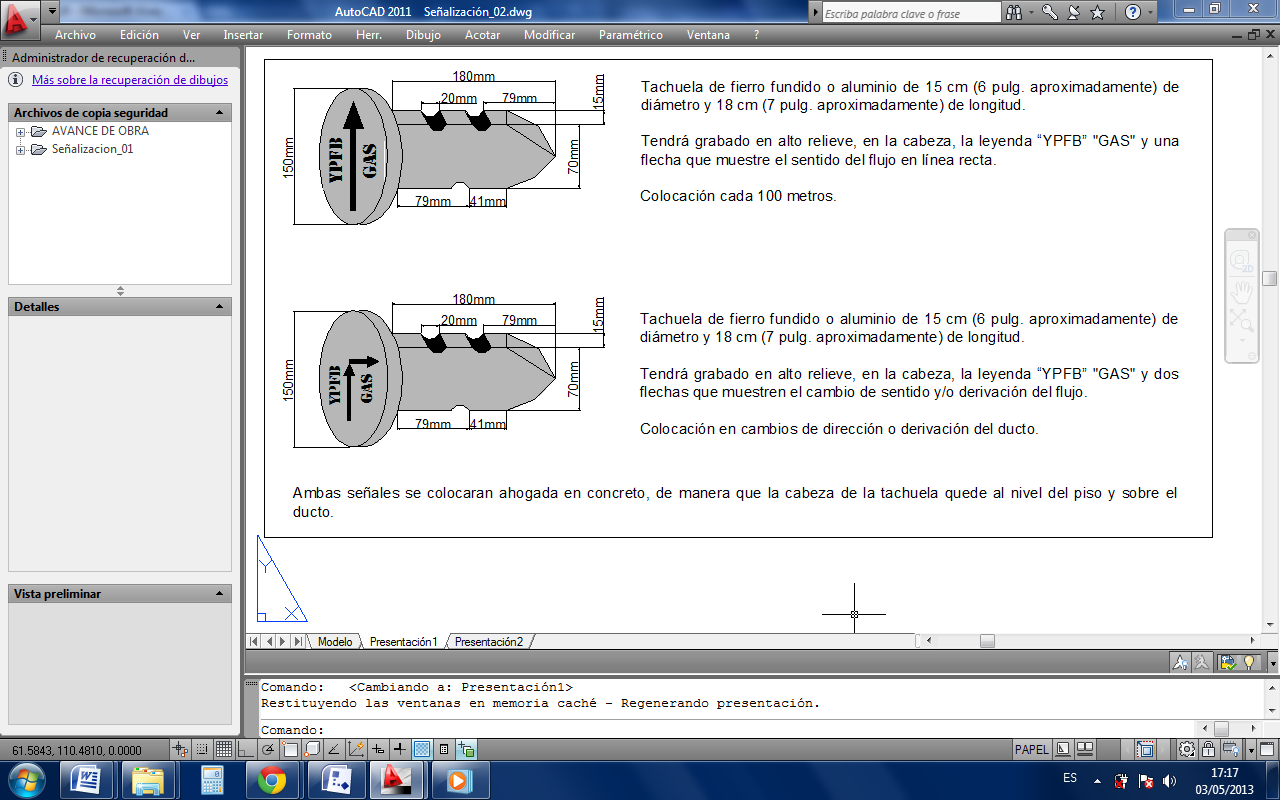 AutoCAD 2011 Señalización_02.dwg
Escriba palabra clave o frase
Archivo Edición Ver Insertar Formato Herr. Dibujo Acotar Modificar Paramétrico Ventana ?
Administrador de recuperación d...
Más sobre la recuperación de dibujos
Archivos de copia seguridad
AVANCE DE OBRA
Señalizacion_01
Detalles
Vista preliminar
180mm
20mm 79mm
15mm
150mm
YPFB
GAS
70mm
79mm 41mm
Tachuela de fierro fundido o aluminio de 15 cm (6 pulg. aproximadamente) de
diámetro y 18 cm (7 pulg. aproximadamente) de longitud.
Tendrá grabado en alto relieve, en la cabeza, la leyenda “YPFB” "GAS" y una
flecha que muestre el sentido del flujo en línea recta.
Colocación cada 100 metros.
180mm
20mm 79mm
15mm
150mm
YPFB
GAS
70mm
79mm 41mm
Tachuela de fierro fundido o aluminio de 15 cm (6 pulg. aproximadamente) de
diámetro y 18 cm (7 pulg. aproximadamente) de longitud.
Tendrá grabado en alto relieve, en la cabeza, la leyenda “YPFB” "GAS" y dos
flechas que muestren el cambio de sentido y/o derivación del flujo.
Colocación en cambios de dirección o derivación del ducto.
Ambas señales se colocaran ahogada en concreto, de manera que la cabeza de la tachuela quede al nivel del piso y sobre el
ducto.
Y
X
2D
Modelo Presentación1 Presentación2
Comando: <Cambiando a: Presentación1>
Restituyendo las ventanas en memoria caché - Regenerando presentación.
Comando:
61.5843, 110.4810, 0.0000
PAPEL
ES
17:17
03/05/2013